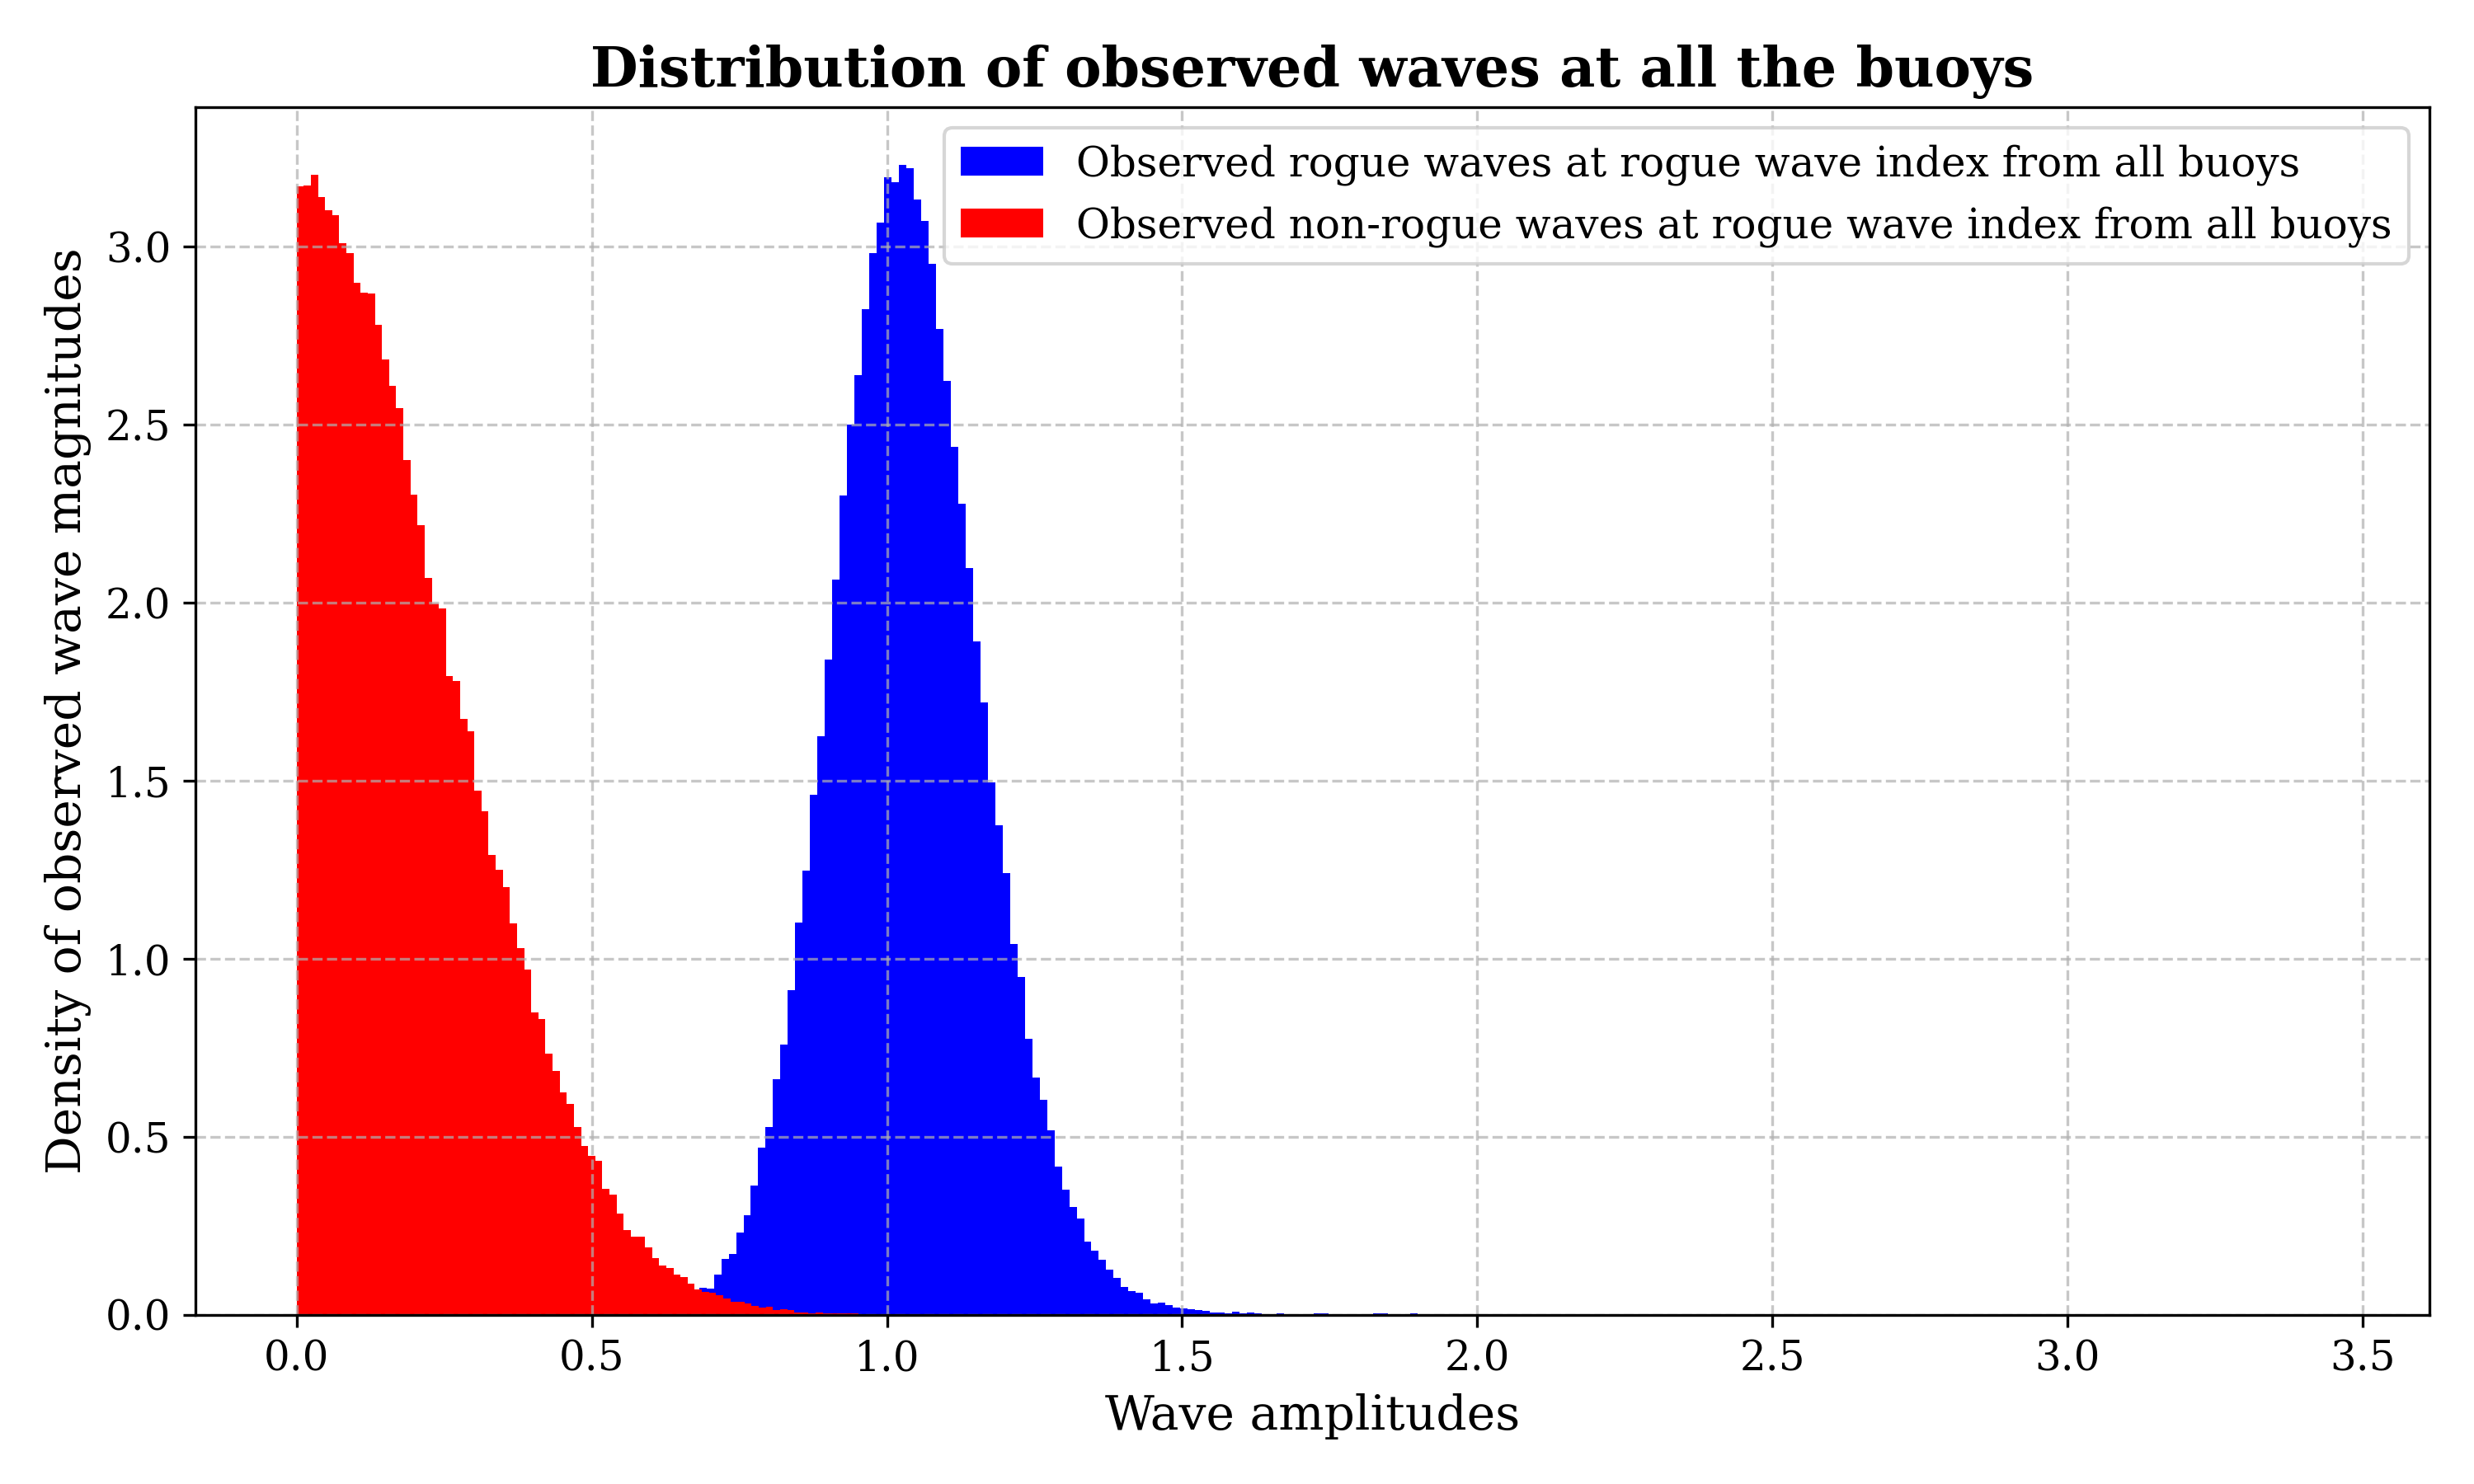 Distribution of observed waves at all the buoys
Observed rogue waves at rogue wave index from all buoys
Observed non-rogue waves at rogue wave index from all buoys
Density of observed wave magnitudes
3.0
2.5
2.0
1.5
1.0
0.5
0.0
0.0 0.5 1.0 1.5 2.0 2.5 3.0 3.5
Wave amplitudes